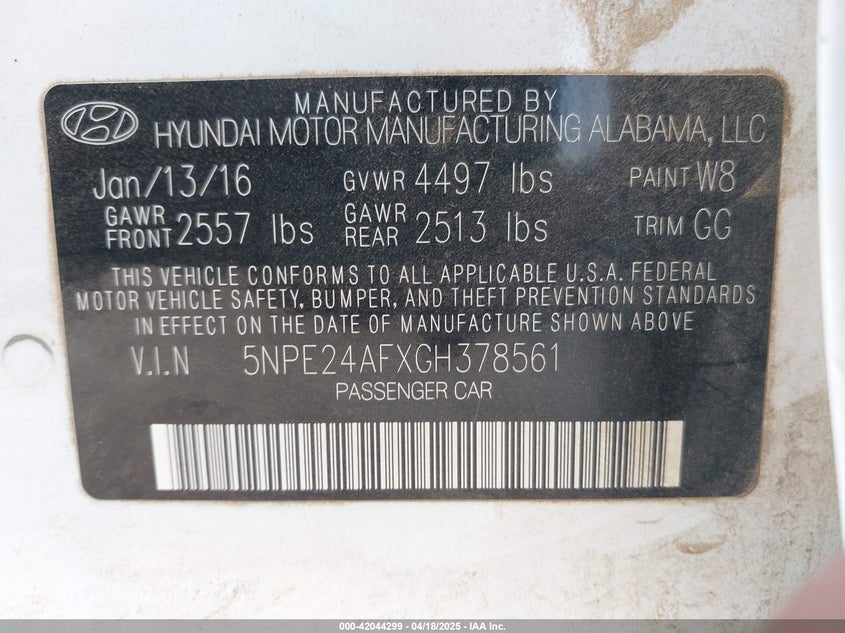 MANUFACTURED BY
HYUNDAI MOTOR MANUFACTURING ALABAMA, LLC
Jan/13/16 GVWR 4497 lbs PAINT W8
GAWR FRONT 2557 lbs GAWR REAR 2513 lbs TRIM GG
THIS VEHICLE CONFORMS TO ALL APPLICABLE U.S.A. FEDERAL
MOTOR VEHICLE SAFETY, BUMPER, AND THEFT PREVENTION STANDARDS
IN EFFECT ON THE DATE OF MANUFACTURE SHOWN ABOVE
V.I.N 5NPE24AFXGH378561
PASSENGER CAR
000-42044299 - 04/18/2025 - IAA Inc.